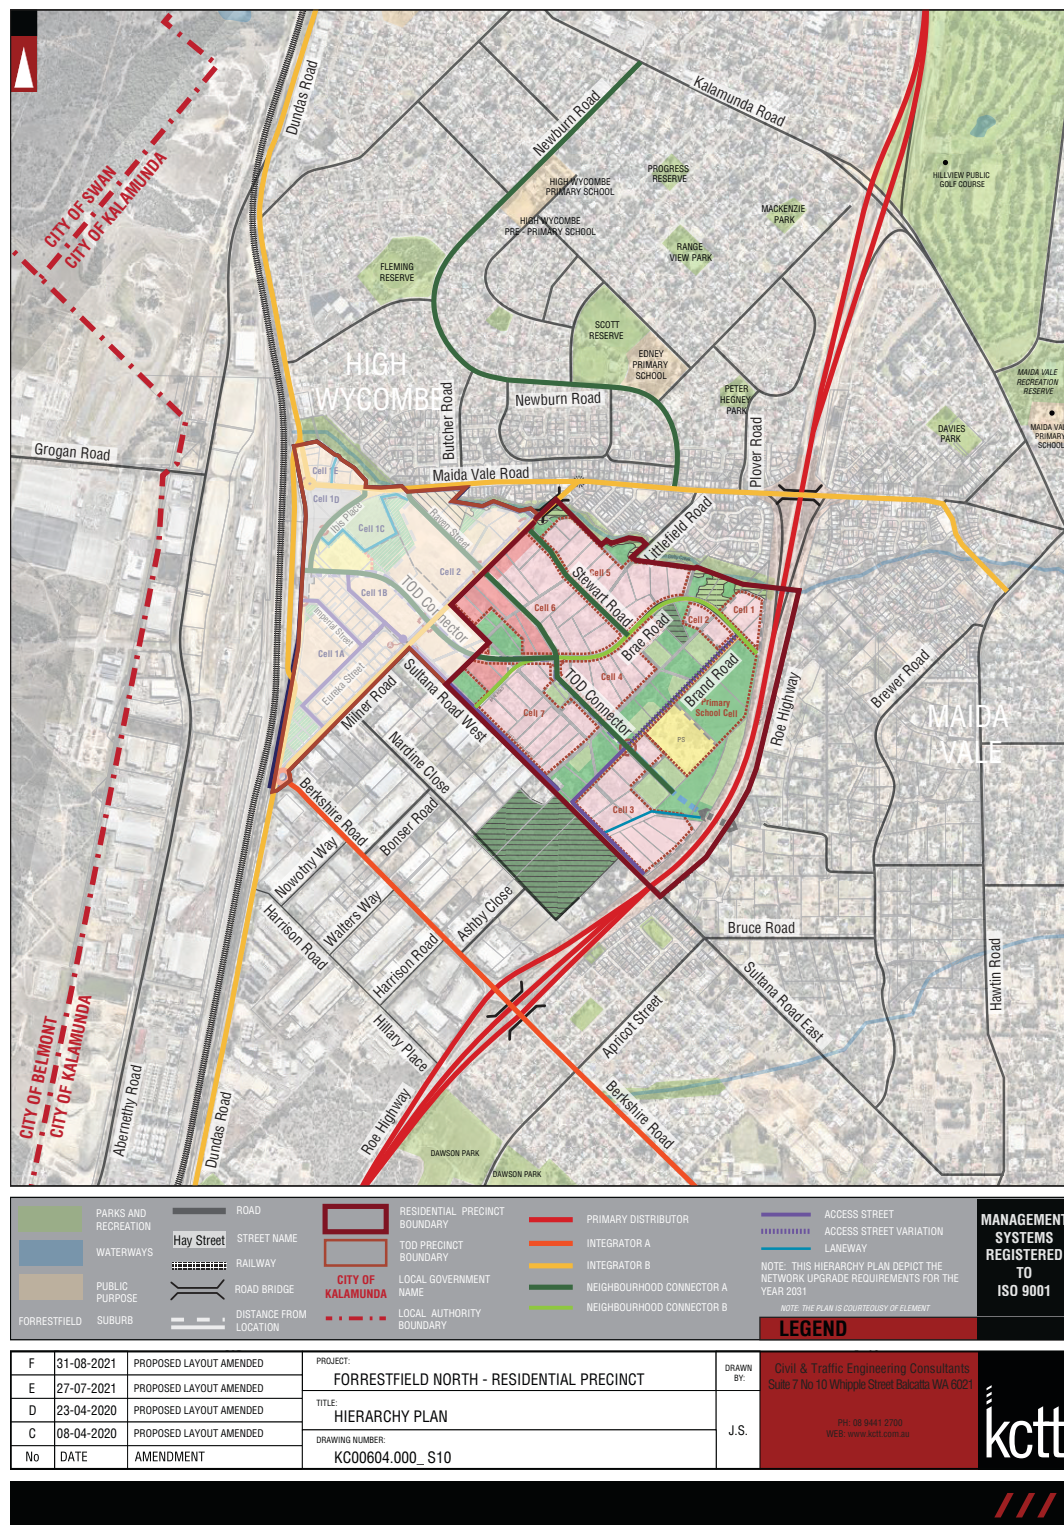 Dundas Road
Kalamunda Road
Newburn Road
CITY OF SWAN
CITY OF KALAMUNDA
HIGH WYCOMBE
PRIMARY SCHOOL
PROGRESS
RESERVE
HILLVIEW PUBLIC
GOLF COURSE
HIGH WYCOMBE
PRE - PRIMARY SCHOOL
MACKENZIE
PARK
RANGE
VIEW PARK
FLEMING
RESERVE
SCOTT
RESERVE
EDNEY
PRIMARY
SCHOOL
HIGH
WYCOMBE
MAIDA VALE
RECREATION
RESERVE
PETER
HEGNEY
PARK
Newburn Road
Butcher Road
DAVIES
PARK
MAIDA VAL
PRIMARY
SCHOOL
Plover Road
Grogan Road
Maida Vale Road
Cell 1E
Cell 1D
Ibis Place
Cell 1C
Raven Street
Littlefield Road
Cell 5
Stewart Road
Cell 2
TOD Connector
Cell 1B
Cell 6
Cell 1
Cell 2
Imperial Street
Brae Road
Cell 1A
Eureka Street
Sultana Road West
Cell 4
TOD Connector
Brand Road
Primary
School Cell
Cell 7
PS
Milner Road
Roe Highway
Brewer Road
MAIDA
VALE
Nardine Close
Cell 3
Berkshire Road
Bonser Road
Nowotny Way
Walters Way
Ashby Close
Harrison Road
Harrison Road
Bruce Road
Sultana Road East
Hawtin Road
Hillary Place
Apricot Street
CITY OF BELMONT
CITY OF KALAMUNDA
Abernethy Road
Dundas Road
Roe Highway
Berkshire Road
DAWSON PARK
DAWSON PARK
PARKS AND
RECREATION
WATERWAYS
PUBLIC
PURPOSE
FORRESTFIELD SUBURB
ROAD
Hay Street STREET NAME
RAILWAY
ROAD BRIDGE
DISTANCE FROM
LOCATION
RESIDENTIAL PRECINCT
BOUNDARY
TOD PRECINCT
BOUNDARY
CITY OF
KALAMUNDA
LOCAL GOVERNMENT
NAME
LOCAL AUTHORITY
BOUNDARY
PRIMARY DISTRIBUTOR
INTEGRATOR A
INTEGRATOR B
NEIGHBOURHOOD CONNECTOR A
NEIGHBOURHOOD CONNECTOR B
ACCESS STREET
ACCESS STREET VARIATION
LANEWAY
NOTE: THIS HIERARCHY PLAN DEPICT THE
NETWORK UPGRADE REQUIREMENTS FOR THE
YEAR 2031
NOTE: THE PLAN IS COURTEOUSY OF ELEMENT
LEGEND
MANAGEMENT
SYSTEMS
REGISTERED
TO
ISO 9001
F 31-08-2021 PROPOSED LAYOUT AMENDED
E 27-07-2021 PROPOSED LAYOUT AMENDED
D 23-04-2020 PROPOSED LAYOUT AMENDED
C 08-04-2020 PROPOSED LAYOUT AMENDED
No DATE AMENDMENT
PROJECT:
FORRESTFIELD NORTH - RESIDENTIAL PRECINCT
TITLE:
HIERARCHY PLAN
DRAWING NUMBER:
KC00604.000_ S10
DRAWN
BY:
J.S.
Civil & Traffic Engineering Consultants
Suite 7 No 10 Whipple Street Balcatta WA 6021
PH: 08 9441 2700
WEB: www.kctt.com.au
kctt